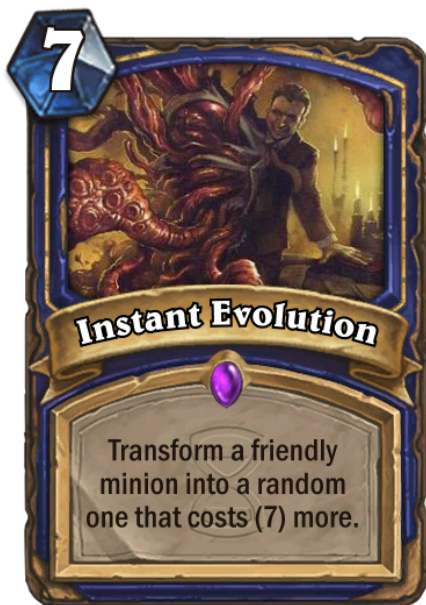 7
Instant Evolution
Transform a friendly
minion into a random
one that costs (7) more.